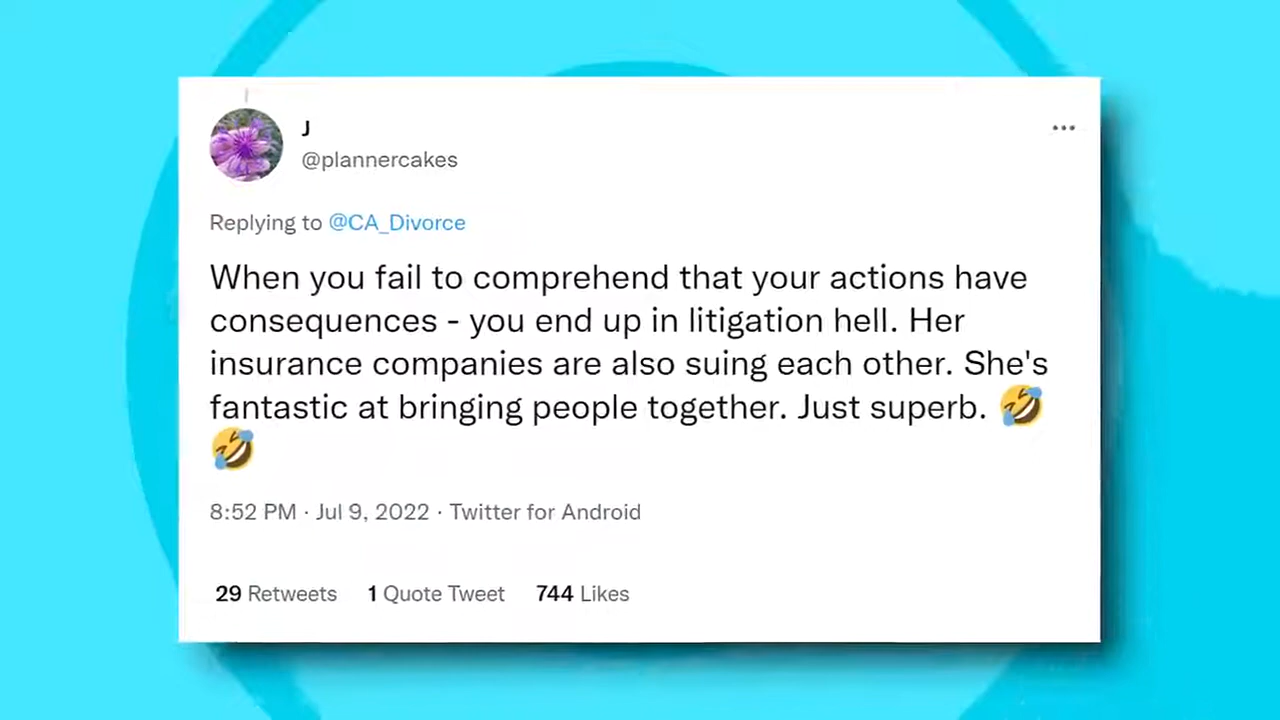 J
@plannercakes
Replying to @CA_Divorce
When you fail to comprehend that your actions have
consequences - you end up in litigation hell. Her
insurance companies are also suing each other. She's
fantastic at bringing people together. Just superb. 🤣
🤣
8:52 PM · Jul 9, 2022 · Twitter for Android
29 Retweets 1 Quote Tweet 744 Likes